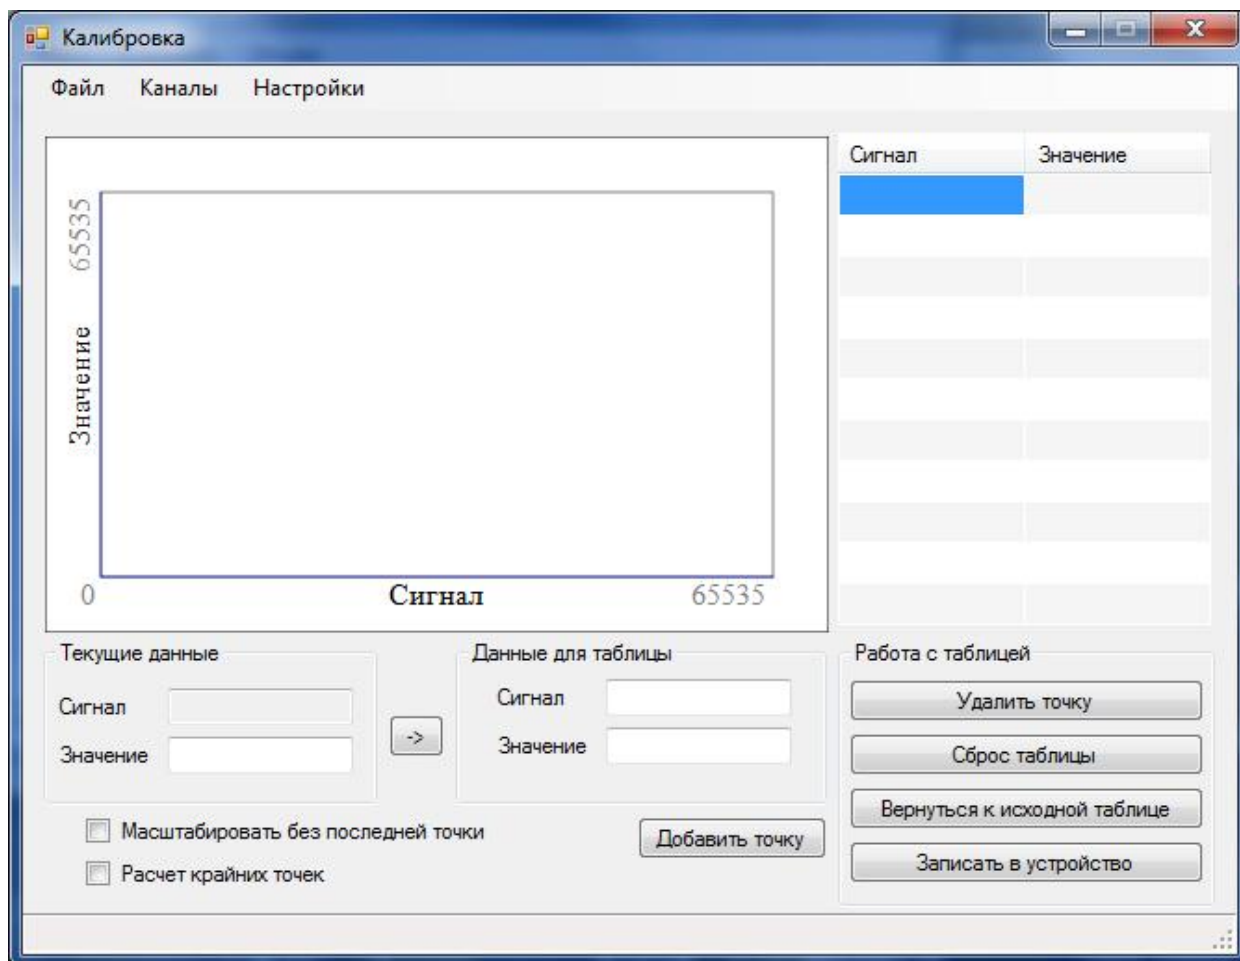 Калибровка
Файл Каналы Настройки
Сигнал Значение
65535
Значение
0 Сигнал 65535
Текущие данные
Сигнал
Значение
->
Данные для таблицы
Сигнал
Значение
Масштабировать без последней точки
Расчет крайних точек
Добавить точку
Работа с таблицей
Удалить точку
Сброс таблицы
Вернуться к исходной таблице
Записать в устройство